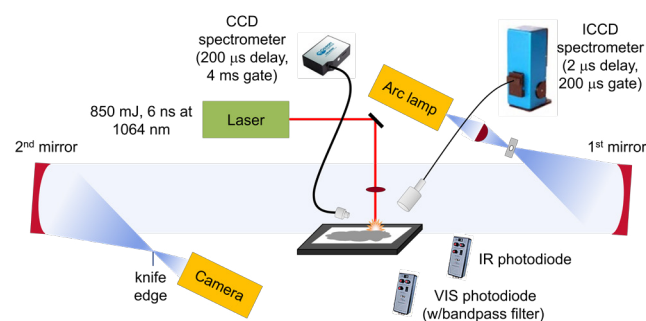 CCD
spectrometer
(200 μs delay,
4 ms gate)
ICCD
spectrometer
(2 μs delay,
200 μs gate)
Arc lamp
850 mJ, 6 ns at
1064 nm
Laser
2nd mirror
1st mirror
IR photodiode
knife
edge
Camera
VIS photodiode
(w/bandpass filter)